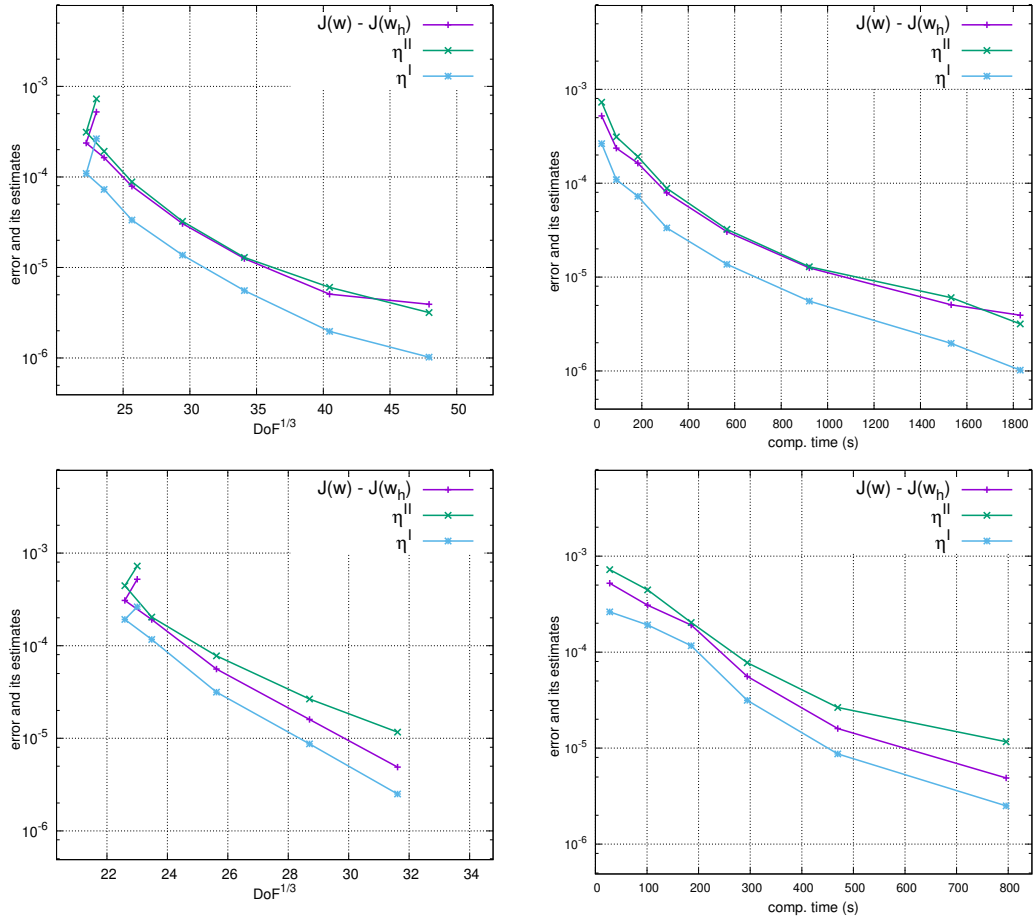 J(w) - J(w_h)
η^II
η^I
10^-3
10^-4
10^-5
10^-6
error and its estimates
25 30 35 40 45 50
DoF^1/3
J(w) - J(w_h)
η^II
η^I
10^-3
10^-4
10^-5
10^-6
error and its estimates
0 200 400 600 800 1000 1200 1400 1600 1800
comp. time (s)
J(w) - J(w_h)
η^II
η^I
10^-3
10^-4
10^-5
10^-6
error and its estimates
22 24 26 28 30 32 34
DoF^1/3
J(w) - J(w_h)
η^II
η^I
10^-3
10^-4
10^-5
10^-6
error and its estimates
0 100 200 300 400 500 600 700 800
comp. time (s)